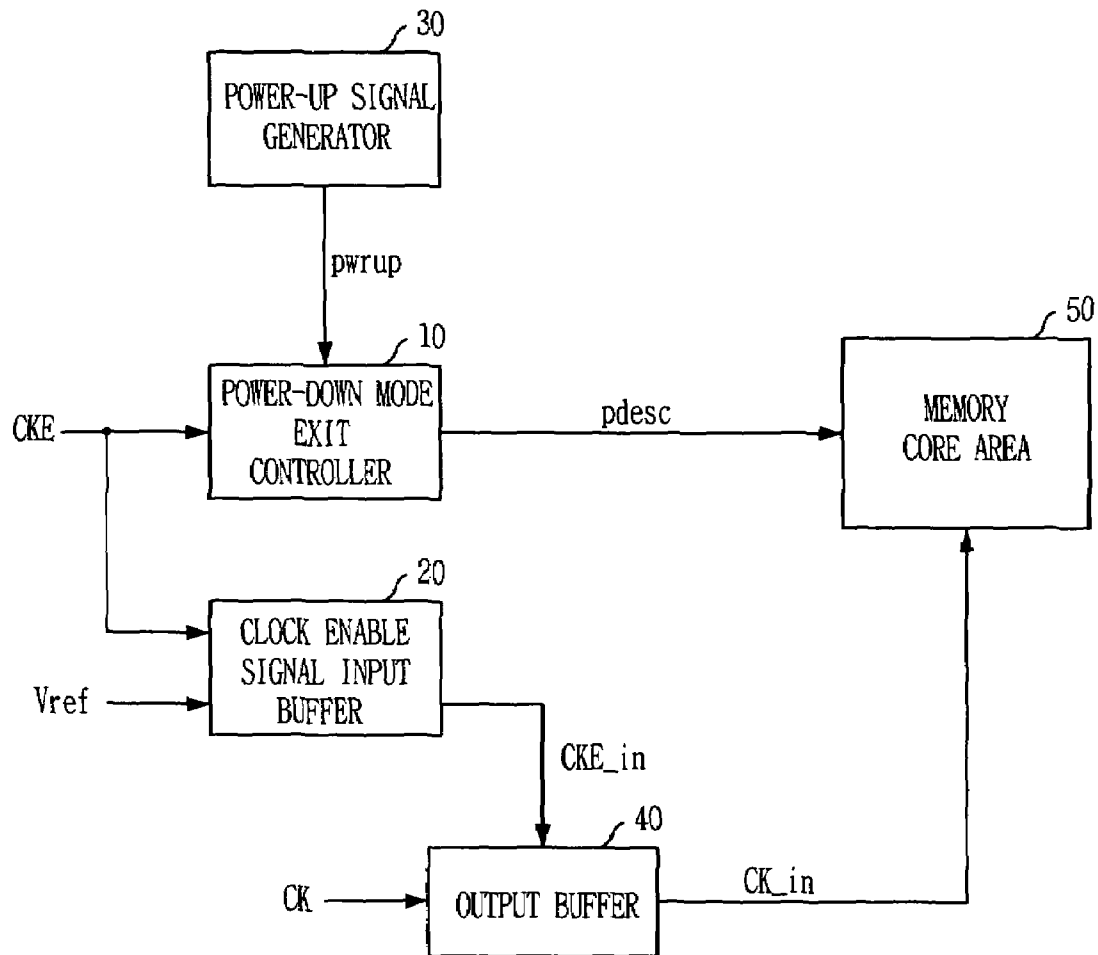 30
POWER-UP SIGNAL
GENERATOR
pwrup
10
POWER-DOWN MODE
EXIT
CONTROLLER
CKE
pdesc
50
MEMORY
CORE AREA
20
CLOCK ENABLE
SIGNAL INPUT
BUFFER
Vref
CKE_in
40
CK
OUTPUT BUFFER
CK_in